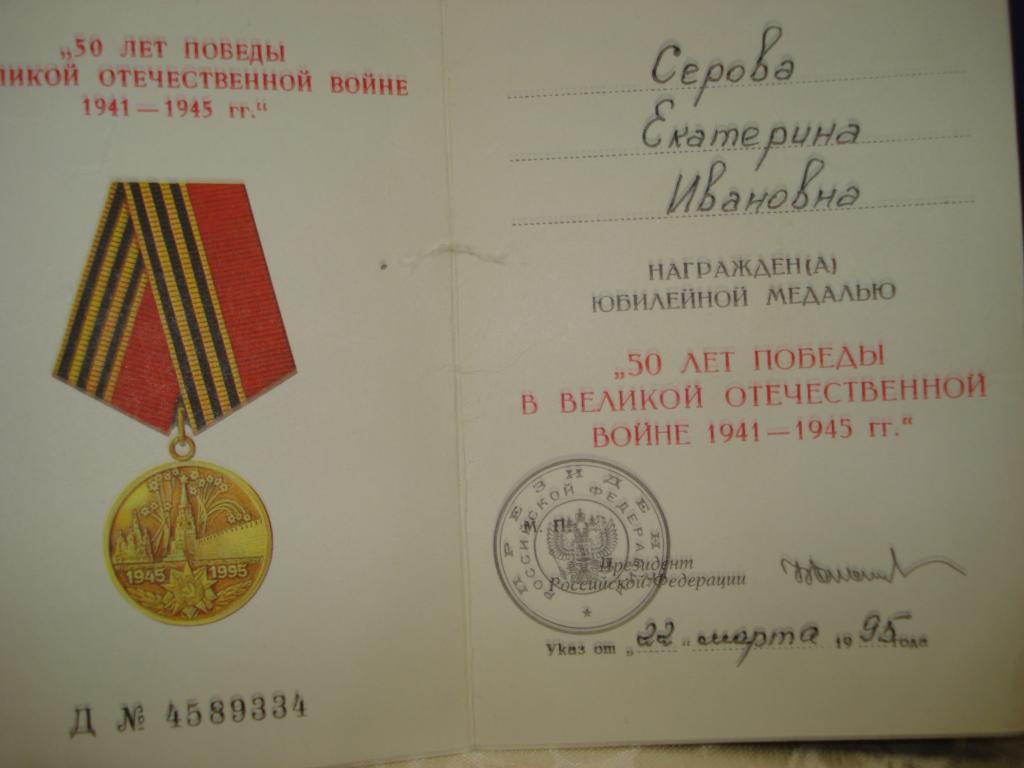 „50 ЛЕТ ПОБЕДЫ
ЛИКОЙ ОТЕЧЕСТВЕННОЙ ВОЙНЕ
1941—1945 гг.“
1945 1995
Д № 4589334
Серова
Екатерина
Ивановна
НАГРАЖДЕН(А)
ЮБИЛЕЙНОЙ МЕДАЛЬЮ
„50 ЛЕТ ПОБЕДЫ
В ВЕЛИКОЙ ОТЕЧЕСТВЕННОЙ
ВОЙНЕ 1941—1945 гг.“
ПРЕЗИДЕНТ
РОССИЙСКОЙ ФЕДЕРАЦИИ
М. П.
Президент
Российской Федерации
Указ от „22“ марта 1995 года